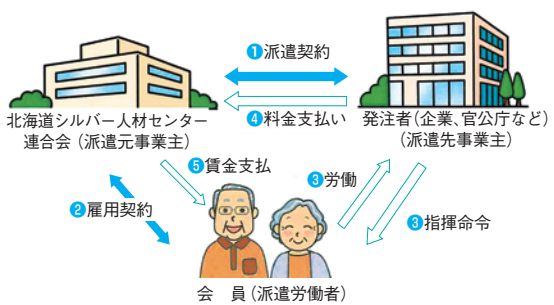 ❶派遣契約
❹料金支払い
北海道シルバー人材センター
連合会（派遣元事業主）
発注者（企業、官公庁など）
（派遣先事業主）
❺賃金支払
❸労働
❷雇用契約
❸指揮命令
会　員（派遣労働者）